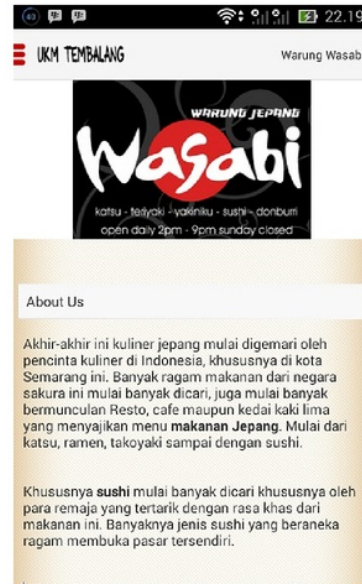 22.19
UKM TEMBALANG
Warung Wasab
WARUNG JEPANG
Wasabi
katsu - teriyaki - yakiniku - sushi - donburi
open daily 2pm - 9pm sunday closed
About Us
Akhir-akhir ini kuliner jepang mulai digemari oleh
pencinta kuliner di Indonesia, khususnya di kota
Semarang ini. Banyak ragam makanan dari negara
sakura ini mulai banyak dicari, juga mulai banyak
bermunculan Resto, cafe maupun kedai kaki lima
yang menyajikan menu makanan Jepang. Mulai dari
katsu, ramen, takoyaki sampai dengan sushi.
Khususnya sushi mulai banyak dicari khususnya oleh
para remaja yang tertarik dengan rasa khas dari
makanan ini. Banyaknya jenis sushi yang beraneka
ragam membuka pasar tersendiri.